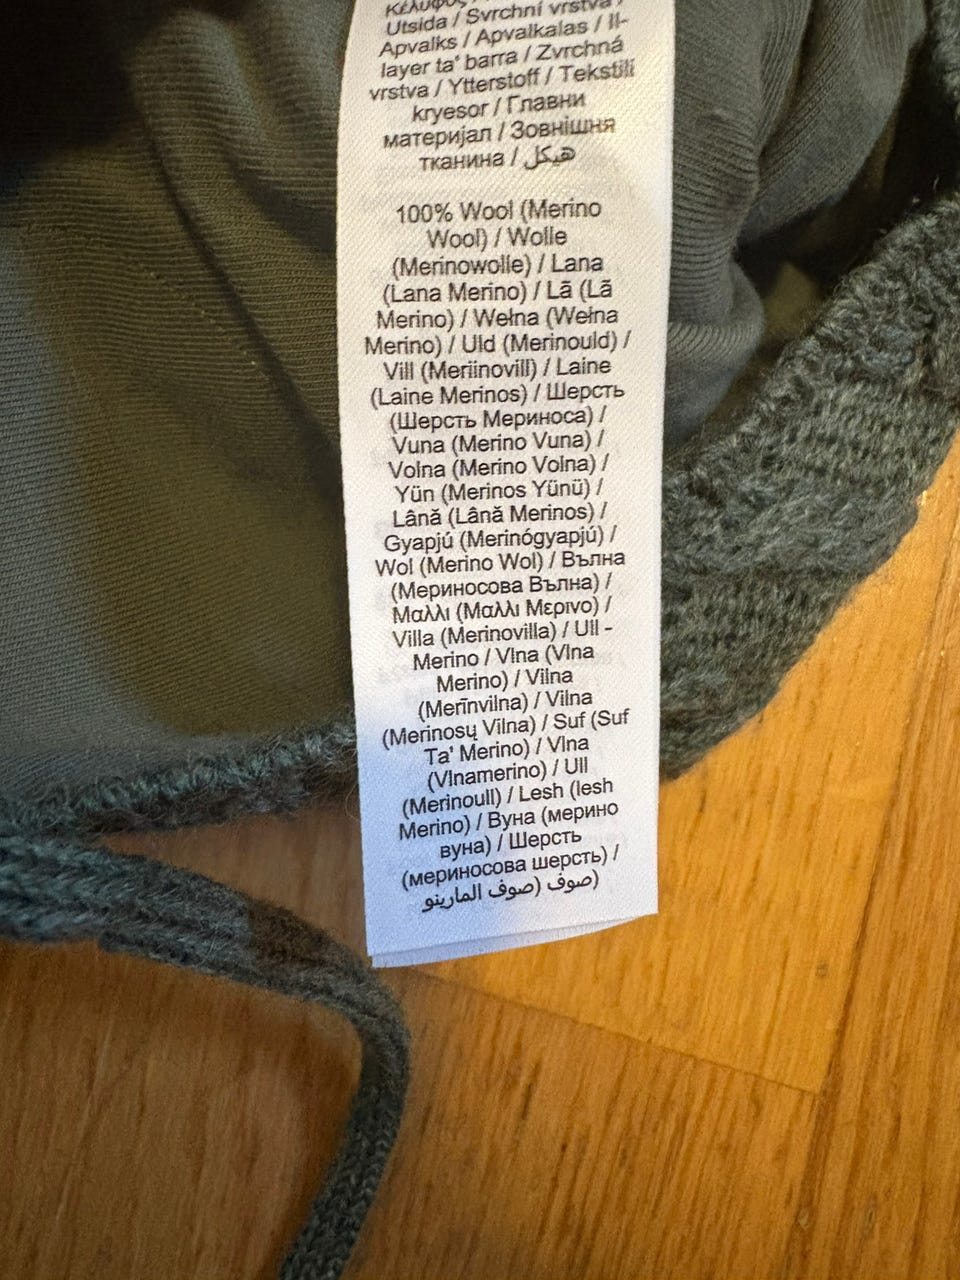 Κέλυφος
Utsida / Svrchní vrstva /
Apvalks / Apvalkalas / Il-
layer ta' barra / Zvrchná
vrstva / Ytterstoff / Tekstili
kryesor / Главни
материјал / Зовнішня
тканина / هيكل
100% Wool (Merino
Wool) / Wolle
(Merinowolle) / Lana
(Lana Merino) / Lã (Lã
Merino) / Wełna (Wełna
Merino) / Uld (Merinould) /
Vill (Meriinovill) / Laine
(Laine Merinos) / Шерсть
(Шерсть Мериноса) /
Vuna (Merino Vuna) /
Volna (Merino Volna) /
Yün (Merinos Yünü) /
Lână (Lână Merinos) /
Gyapjú (Merinógyapjú) /
Wol (Merino Wol) / Вълна
(Мериносова Вълна) /
Μαλλι (Μαλλι Μεριvο) /
Villa (Merinovilla) / Ull -
Merino / Vlna (Vlna
Merino) / Vilna
(Merīnvilna) / Vilna
(Merinosų Vilna) / Suf (Suf
Ta' Merino) / Vlna
(Vlnamerino) / Ull
(Merinoull) / Lesh (lesh
Merino) / Вуна (мерино
вуна) / Шерсть
(мериносова шерсть) /
صوف (صوف المارينو)